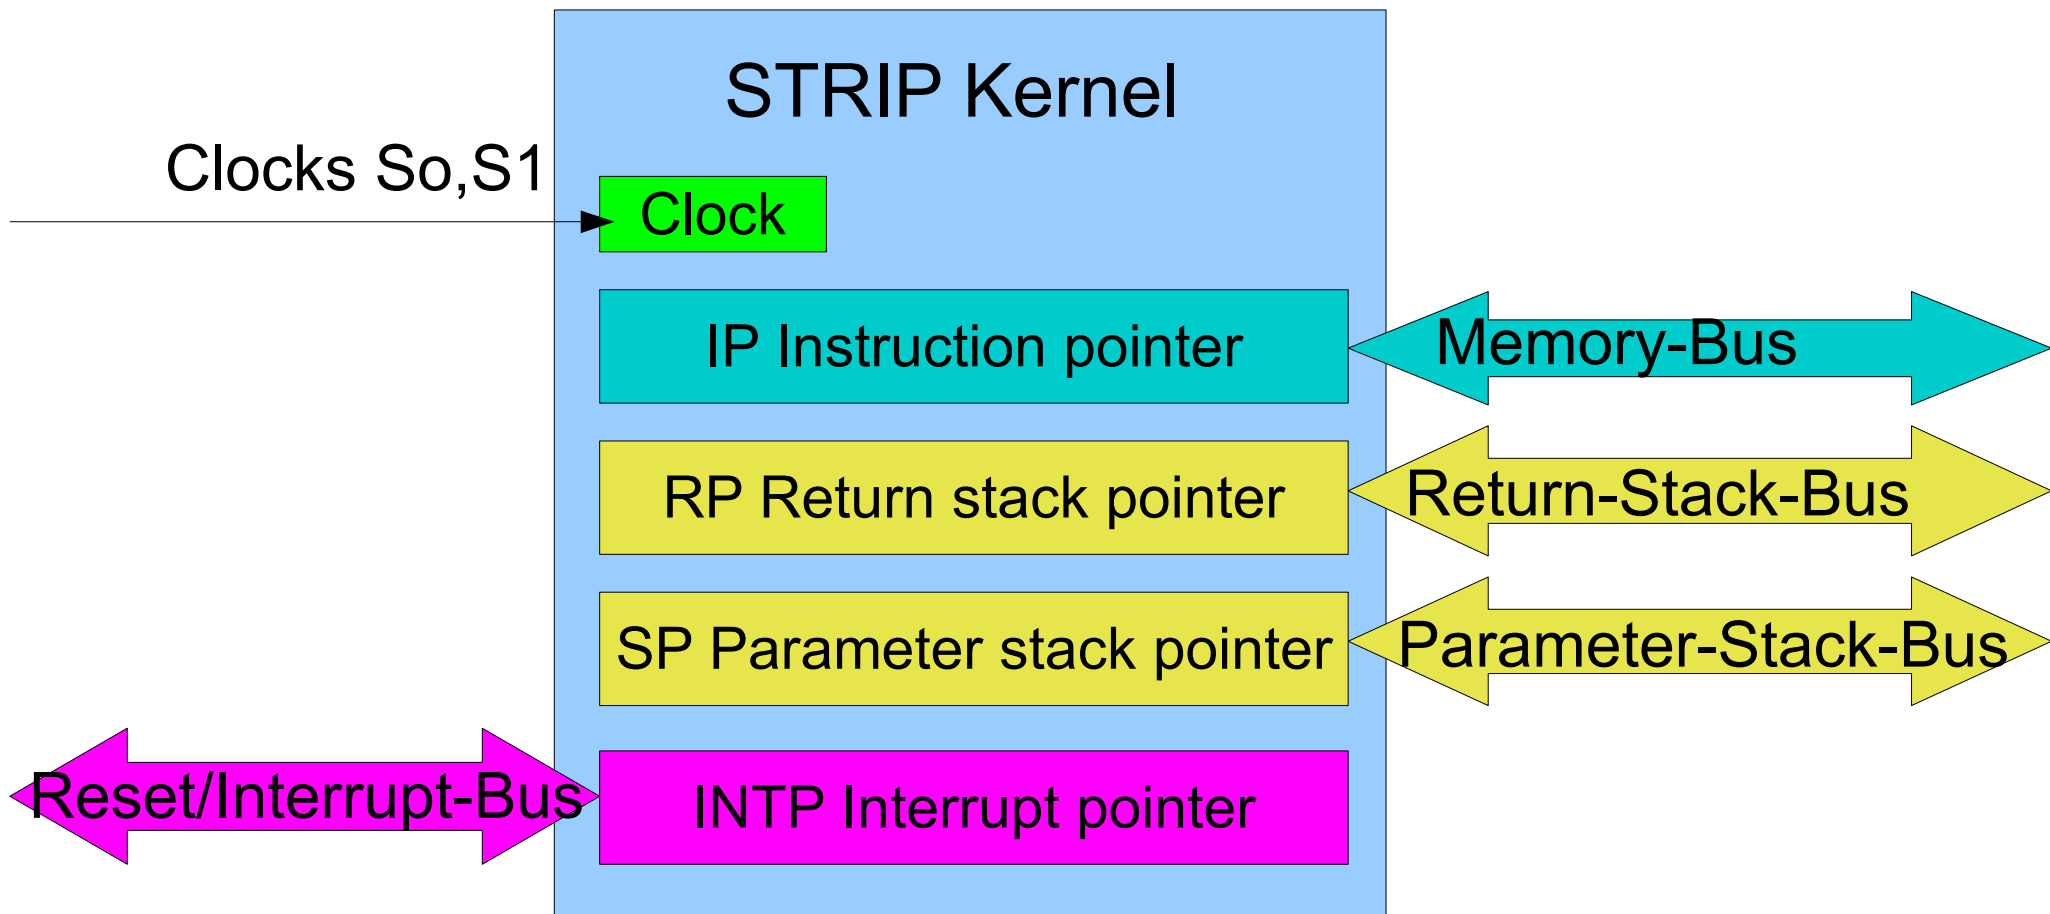 STRIP Kernel
Clocks So,S1
Clock
IP Instruction pointer
Memory-Bus
RP Return stack pointer
Return-Stack-Bus
SP Parameter stack pointer
Parameter-Stack-Bus
Reset/Interrupt-Bus
INTP Interrupt pointer